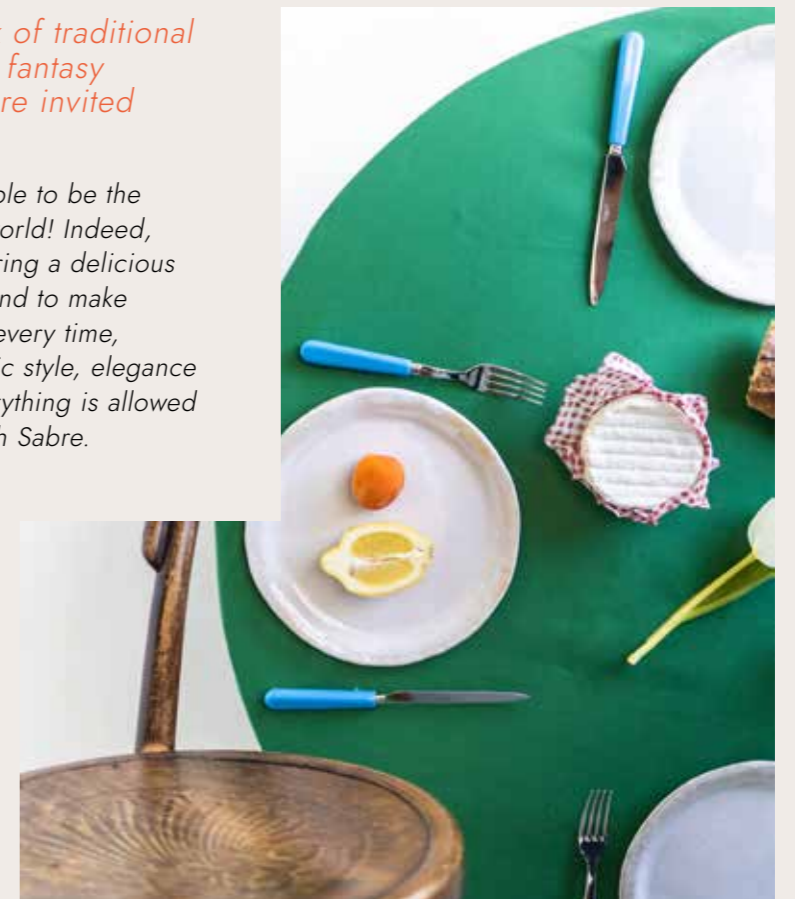 of traditional
fantasy
re invited
ble to be the
orld! Indeed,
ring a delicious
nd to make
every time,
ic style, elegance
ything is allowed
h Sabre.